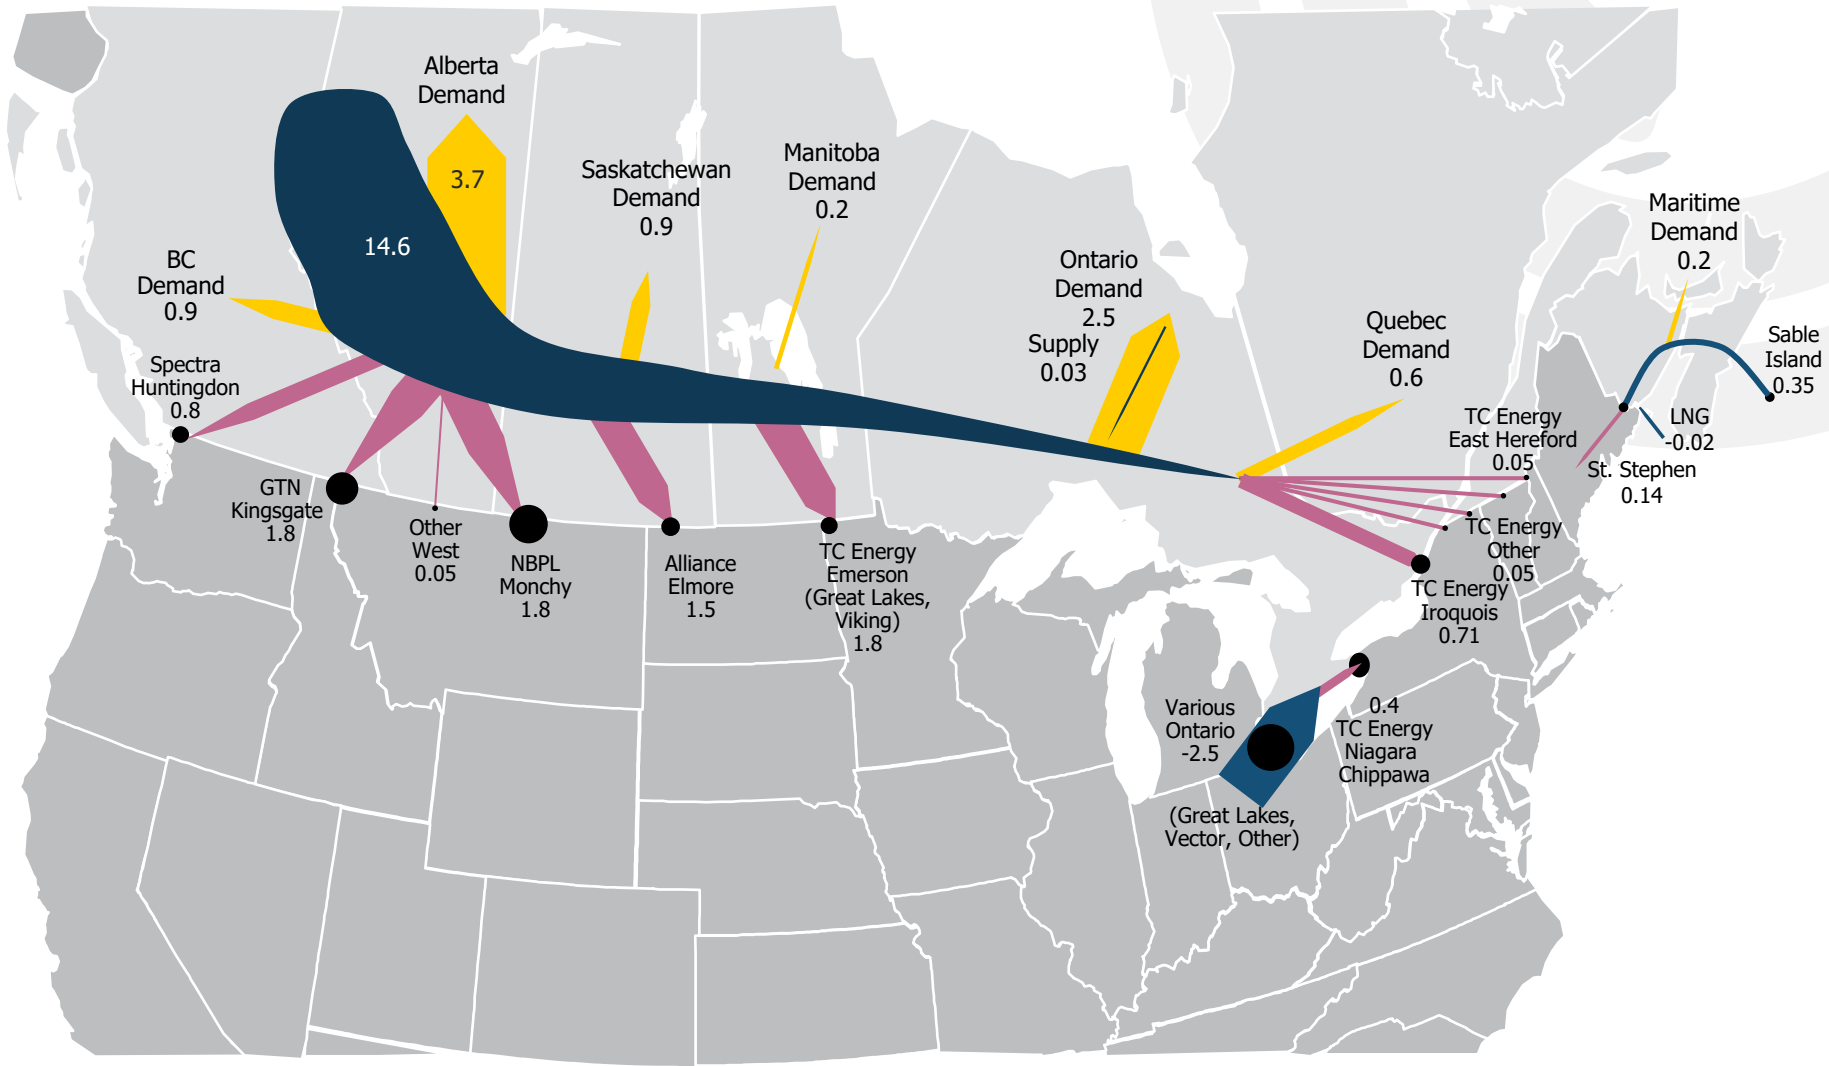 Alberta
Demand
3.7
14.6
Saskatchewan
Demand
0.9
Manitoba
Demand
0.2
BC
Demand
0.9
Spectra
Huntingdon
0.8
GTN
Kingsgate
1.8
Other
West
0.05
NBPL
Monchy
1.8
Alliance
Elmore
1.5
TC Energy
Emerson
(Great Lakes,
Viking)
1.8
Ontario
Demand
2.5
Supply
0.03
Quebec
Demand
0.6
Maritime
Demand
0.2
Sable
Island
0.35
LNG
-0.02
St. Stephen
0.14
TC Energy
East Hereford
0.05
TC Energy
Other
0.05
TC Energy
Iroquois
0.71
0.4
TC Energy
Niagara
Chippawa
Various
Ontario
-2.5
(Great Lakes,
Vector, Other)